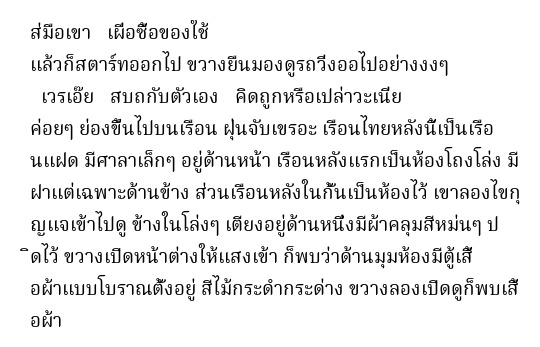 ส่มือเขา   เผือซื้อของใช้
แล้วก็สตาร์ทออกไป ขวางยืนมองดูรถวึ่งออไปอย่างงงๆ
เวรเอ๊ย   สบถกับตัวเอง   คิดถูกหรือเปล่าวะเนีย
ค่อยๆ ย่องขึ้นไปบนเรือน ฝุ่นจับเขรอะ เรือนไทยหลังนี้เป็นเรือ
นแฝด มีศาลาเล็กๆ อยู่ด้านหน้า เรือนหลังแรกเป็นห้องโถงโล่ง มี
ฝาแต่เฉพาะด้านข้าง ส่วนเรือนหลังในกั้นเป็นห้องไว้ เขาลองไขกุ
ญแจเข้าไปดู ข้างในโล่งๆ เตียงอยู่ด้านหนึ่งมีผ้าคลุมสีหม่นๆ ป
ิดไว้ ขวางเปิดหน้าต่างให้แสงเข้า ก็พบว่าด้านมุมห้องมีตู้เสื้
อผ้าแบบโบราณตั้งอยู่ สีไม้กระดำกระด่าง ขวางลองเปิดดูก็พบเสื้
อผ้า